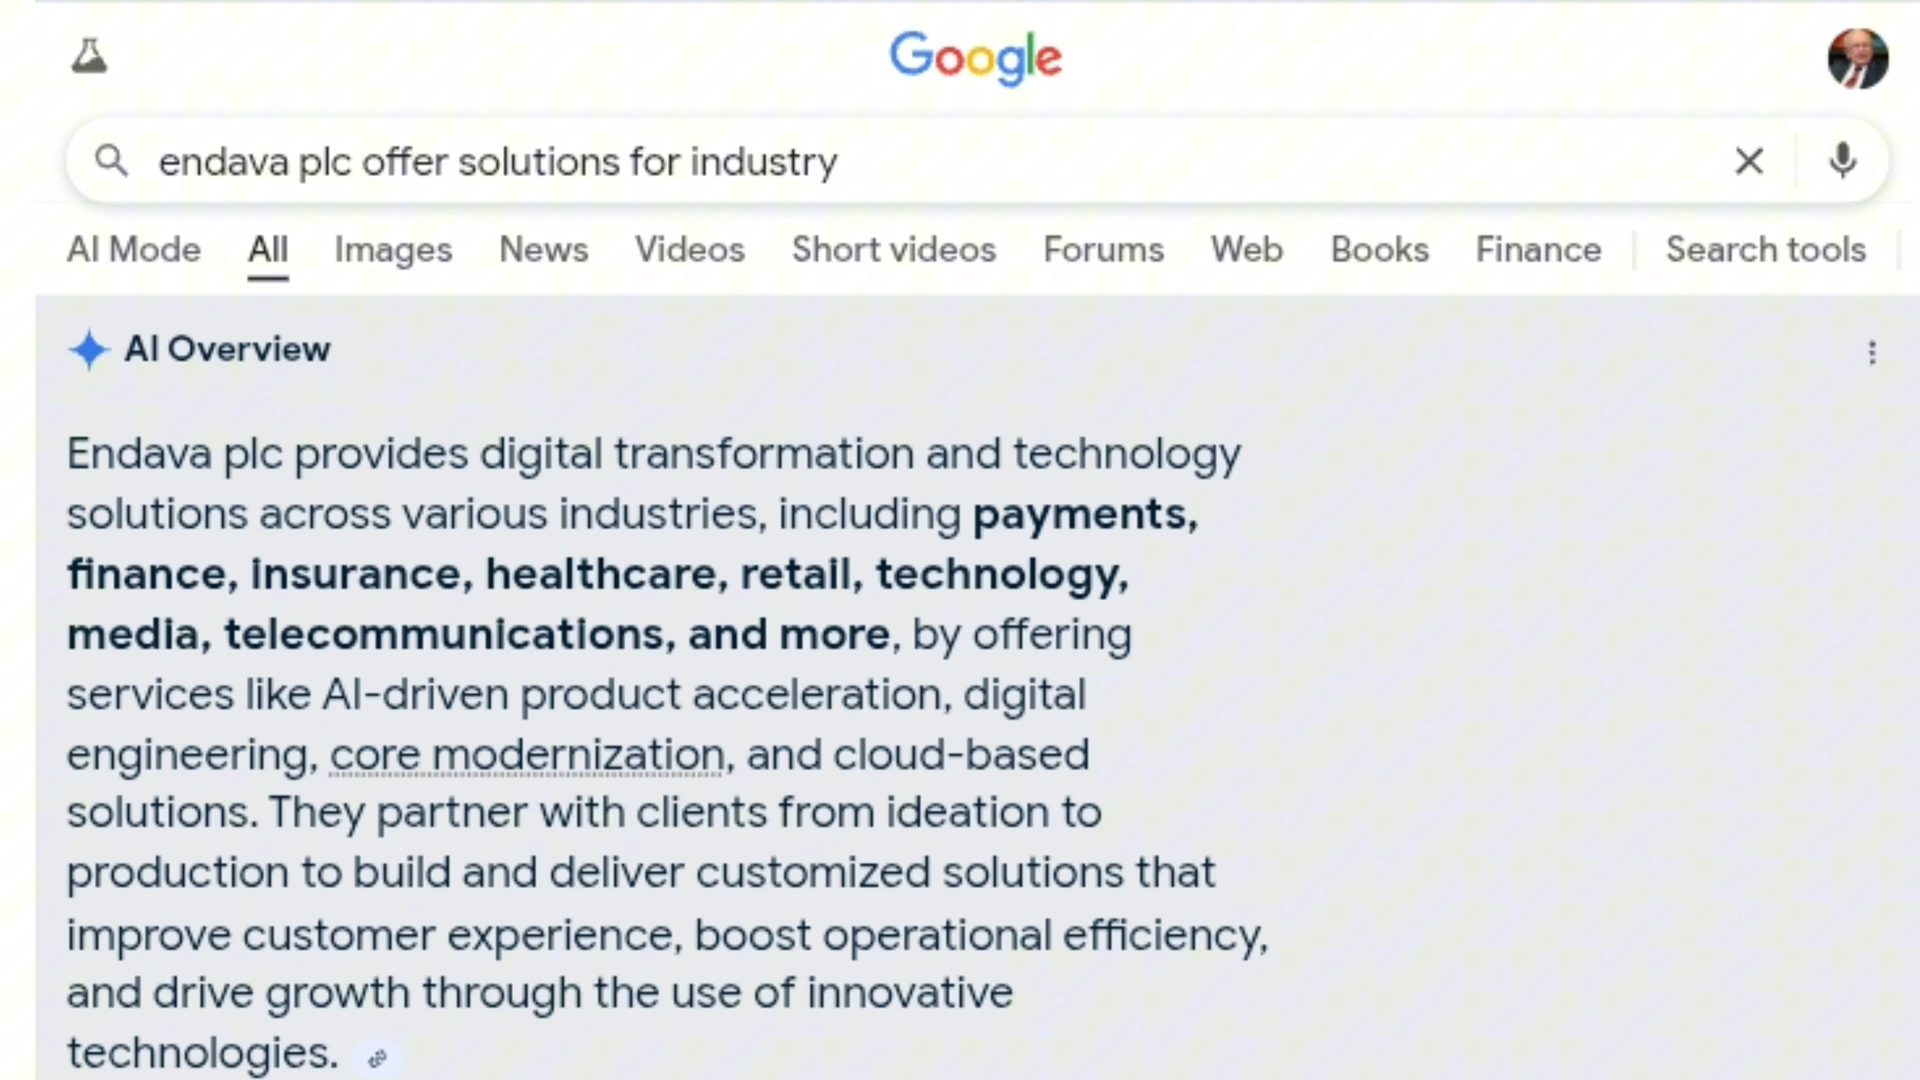 Google
endava plc offer solutions for industry
AI Mode All Images News Videos Short videos Forums Web Books Finance Search tools
AI Overview
Endava plc provides digital transformation and technology
solutions across various industries, including payments,
finance, insurance, healthcare, retail, technology,
media, telecommunications, and more, by offering
services like AI-driven product acceleration, digital
engineering, core modernization, and cloud-based
solutions. They partner with clients from ideation to
production to build and deliver customized solutions that
improve customer experience, boost operational efficiency,
and drive growth through the use of innovative
technologies.